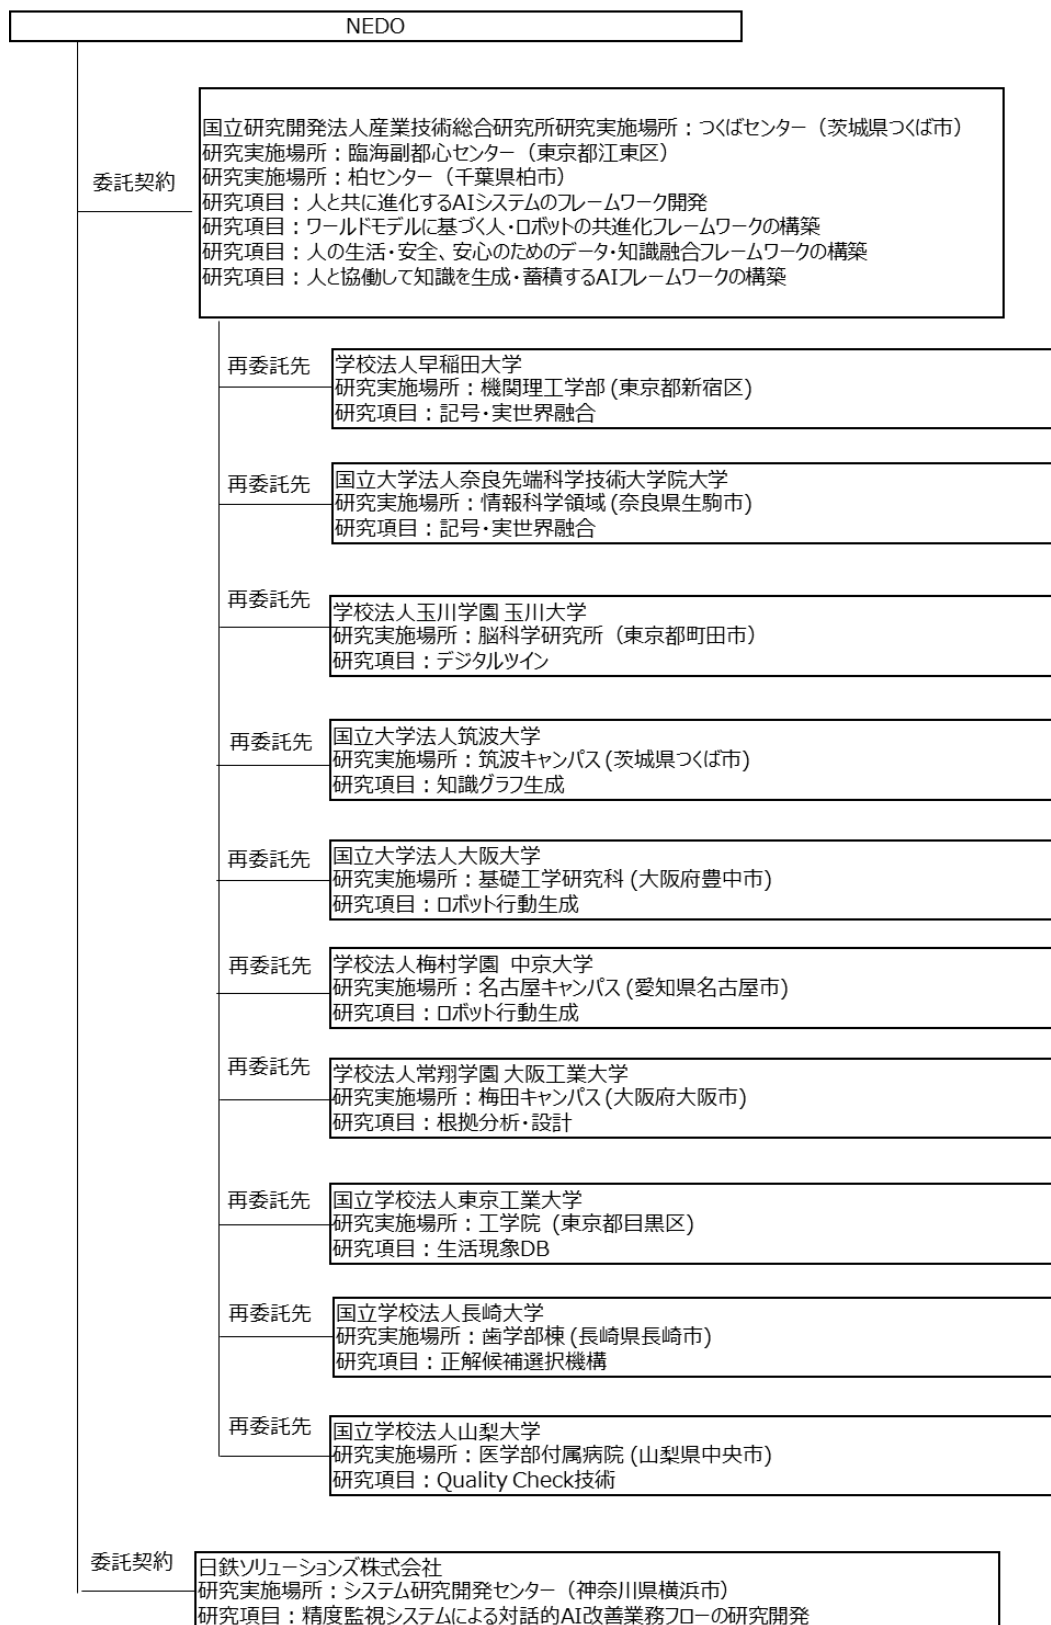 NEDO
委託契約
国立研究開発法人産業技術総合研究所研究実施場所：つくばセンター（茨城県つくば市）
研究実施場所：臨海副都心センター（東京都江東区）
研究実施場所：柏センター（千葉県柏市）
研究項目：人と共に進化するAIシステムのフレームワーク開発
研究項目：ワールドモデルに基づく人・ロボットの共進化フレームワークの構築
研究項目：人の生活・安全、安心のためのデータ・知識融合フレームワークの構築
研究項目：人と協働して知識を生成・蓄積するAIフレームワークの構築
再委託先
学校法人早稲田大学
研究実施場所：機関理工学部 (東京都新宿区)
研究項目：記号・実世界融合
再委託先
国立大学法人奈良先端科学技術大学院大学
研究実施場所：情報科学領域 (奈良県生駒市)
研究項目：記号・実世界融合
再委託先
学校法人玉川学園 玉川大学
研究実施場所：脳科学研究所（東京都町田市）
研究項目：デジタルツイン
再委託先
国立大学法人筑波大学
研究実施場所：筑波キャンパス (茨城県つくば市)
研究項目：知識グラフ生成
再委託先
国立大学法人大阪大学
研究実施場所：基礎工学研究科 (大阪府豊中市)
研究項目：ロボット行動生成
再委託先
学校法人梅村学園 中京大学
研究実施場所：名古屋キャンパス (愛知県名古屋市)
研究項目：ロボット行動生成
再委託先
学校法人常翔学園 大阪工業大学
研究実施場所：梅田キャンパス (大阪府大阪市)
研究項目：根拠分析・設計
再委託先
国立学校法人東京工業大学
研究実施場所：工学院 (東京都目黒区)
研究項目：生活現象DB
再委託先
国立学校法人長崎大学
研究実施場所：歯学部棟 (長崎県長崎市)
研究項目：正解候補選択機構
再委託先
国立学校法人山梨大学
研究実施場所：医学部付属病院 (山梨県中央市)
研究項目：Quality Check技術
委託契約
日鉄ソリューションズ株式会社
研究実施場所：システム研究開発センター（神奈川県横浜市）
研究項目：精度監視システムによる対話的AI改善業務フローの研究開発